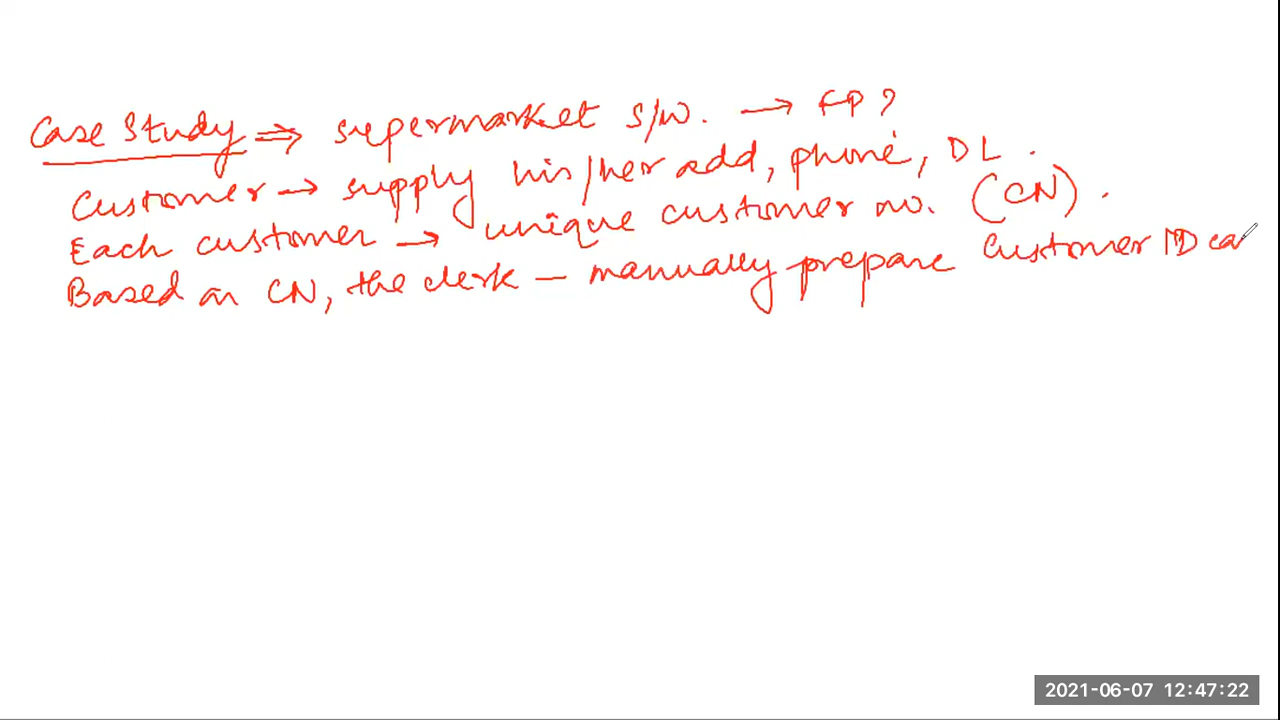 Case Study ⇒ supermarket s/w. → FP?
Customer → supply his/her add, phone, DL.
Each customer → unique customer no. (CN).
Based on CN, the clerk – manually prepare Customer ID ca
2021-06-07 12:47:22